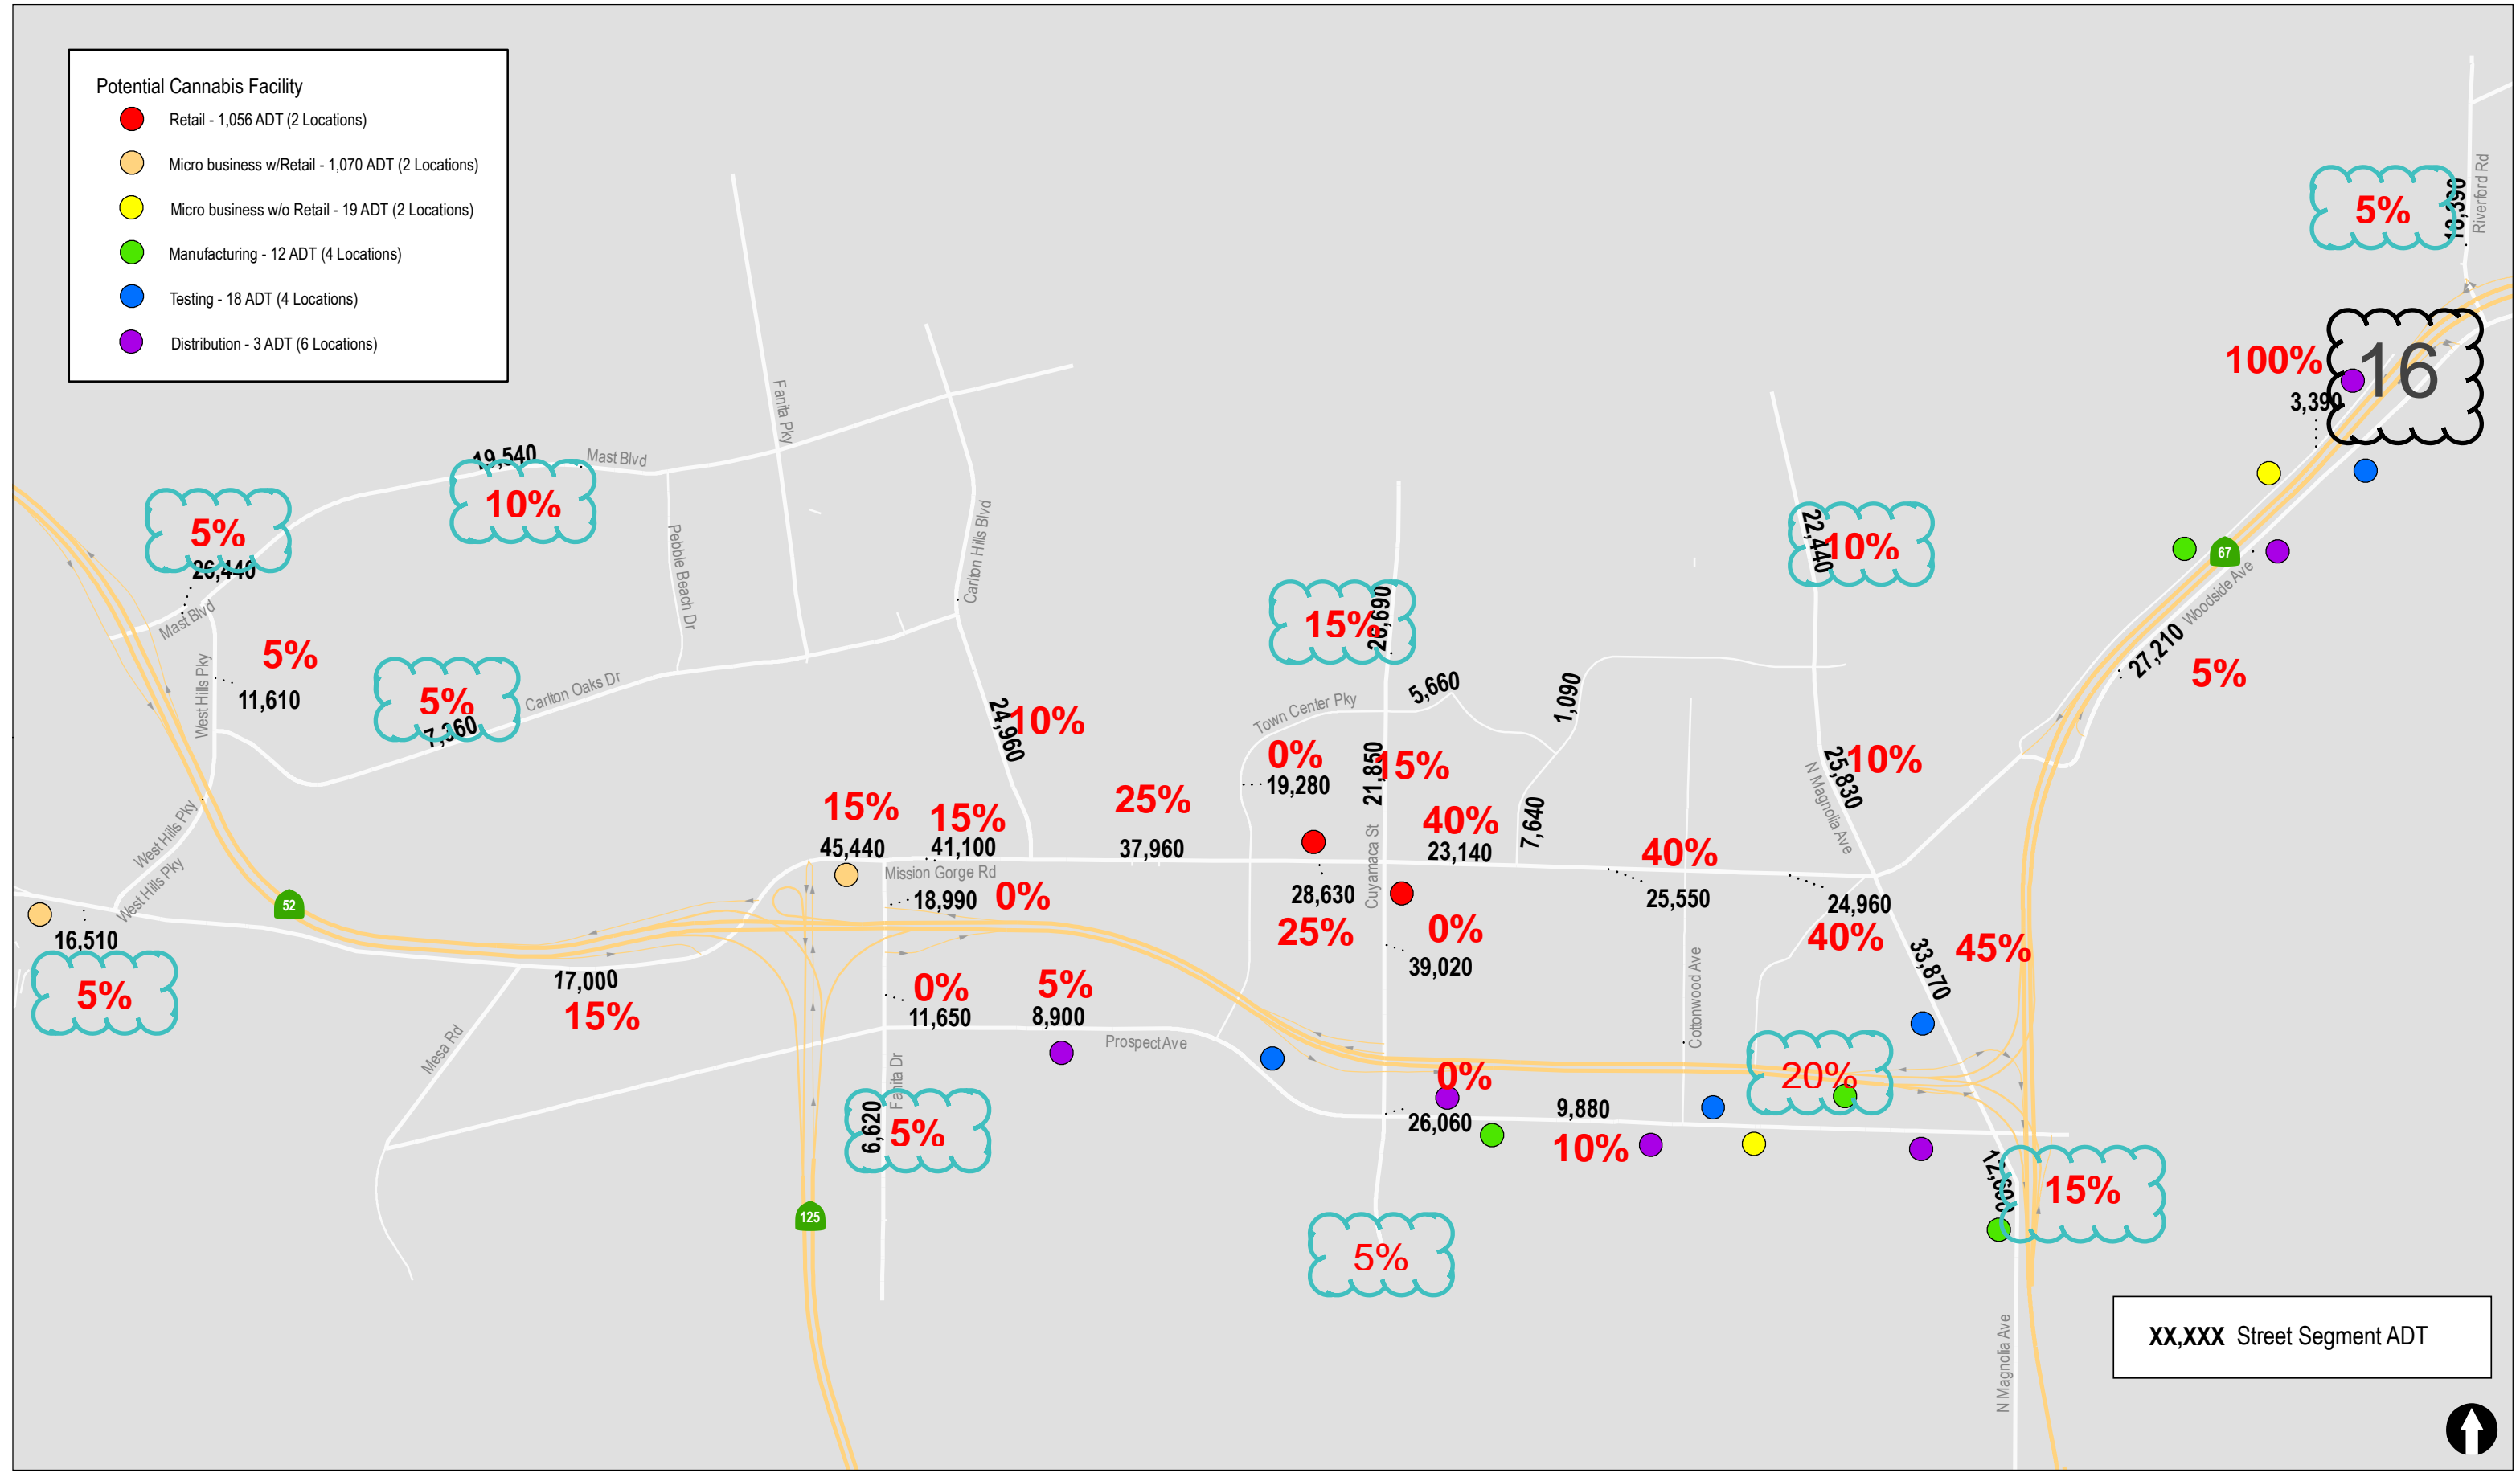 Potential Cannabis Facility
Retail - 1,056 ADT (2 Locations)
Micro business w/Retail - 1,070 ADT (2 Locations)
Micro business w/o Retail - 19 ADT (2 Locations)
Manufacturing - 12 ADT (4 Locations)
Testing - 18 ADT (4 Locations)
Distribution - 3 ADT (6 Locations)
5%
Riverford Rd
16
100%
3,390
Fanita Pky
19,540
Mast Blvd
10%
5%
26,440
Mast Blvd
Pebble Beach Dr
Carlton Hills Blvd
22,440
10%
67
Woodside Ave
27,210
5%
15%
5%
West Hills Pky
11,610
5%
7,360
Carlton Oaks Dr
24,960
10%
Town Center Pky
5,660
1,090
0%
19,280
21,850
15%
25,830
10%
N Magnolia Ave
15%
45,440
15%
41,100
25%
37,960
40%
23,140
7,640
40%
25,550
West Hills Pky
West Hills Pky
Mission Gorge Rd
18,990
0%
28,630
25%
Cuyamaca St
0%
39,020
24,960
40%
33,870
45%
52
16,510
5%
17,000
15%
0%
11,650
5%
8,900
Prospect Ave
Cottonwood Ave
Mesa Rd
Fanita Dr
6,620
5%
0%
26,060
9,880
10%
20%
15%
125
5%
N Magnolia Ave
XX,XXX Street Segment ADT